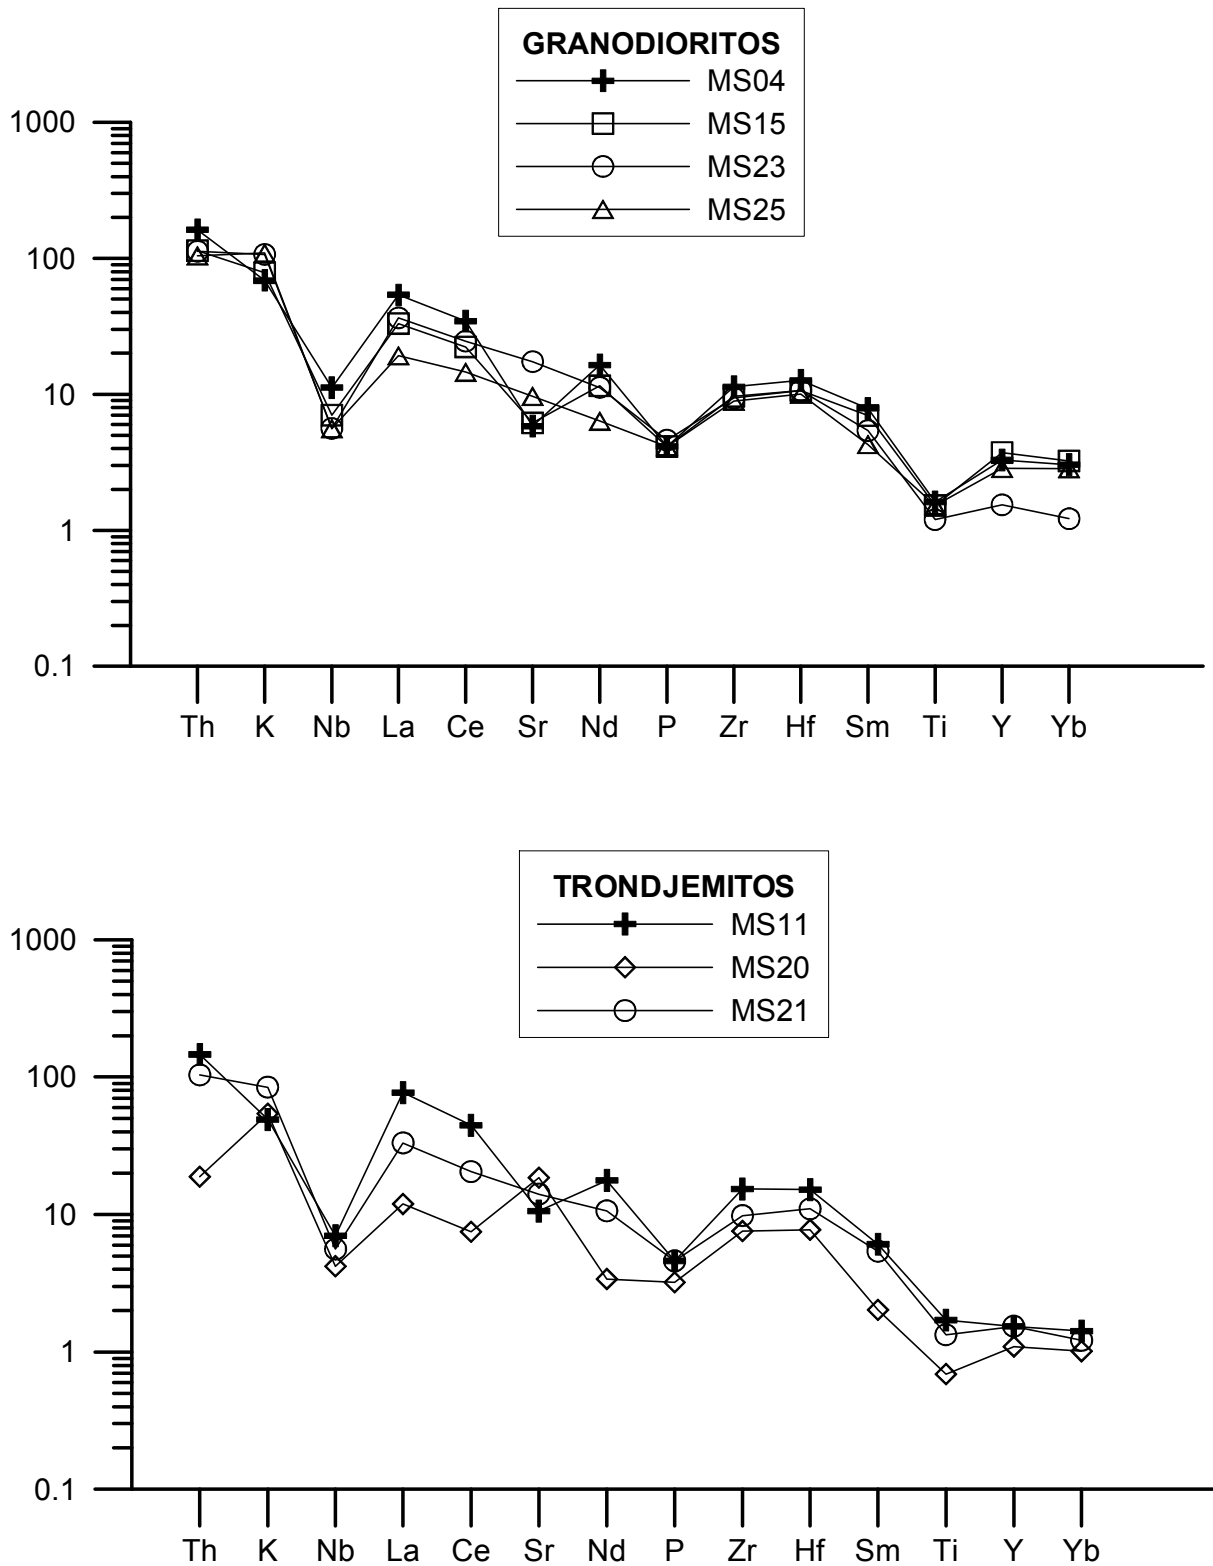 GRANODIORITOS
MS04
MS15
MS23
MS25
1000
100
10
1
0.1
Th K Nb La Ce Sr Nd P Zr Hf Sm Ti Y Yb
TRONDJEMITOS
MS11
MS20
MS21
1000
100
10
1
0.1
Th K Nb La Ce Sr Nd P Zr Hf Sm Ti Y Yb